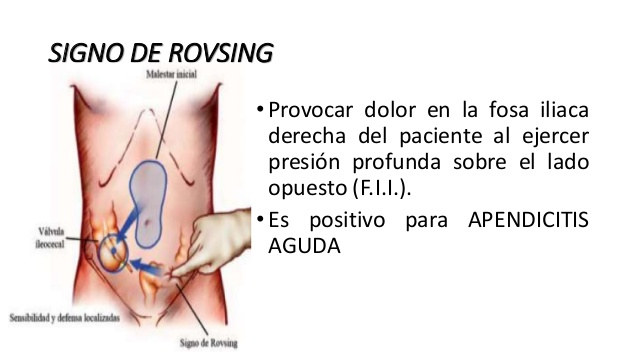 SIGNO DE ROVSING
Malestar inicial
• Provocar dolor en la fosa iliaca
derecha del paciente al ejercer
presión profunda sobre el lado
opuesto (F.I.I.).
• Es positivo para APENDICITIS
AGUDA
Válvula
ileocecal
Sensibilidad y defensa localizadas
Signo de Rovsing